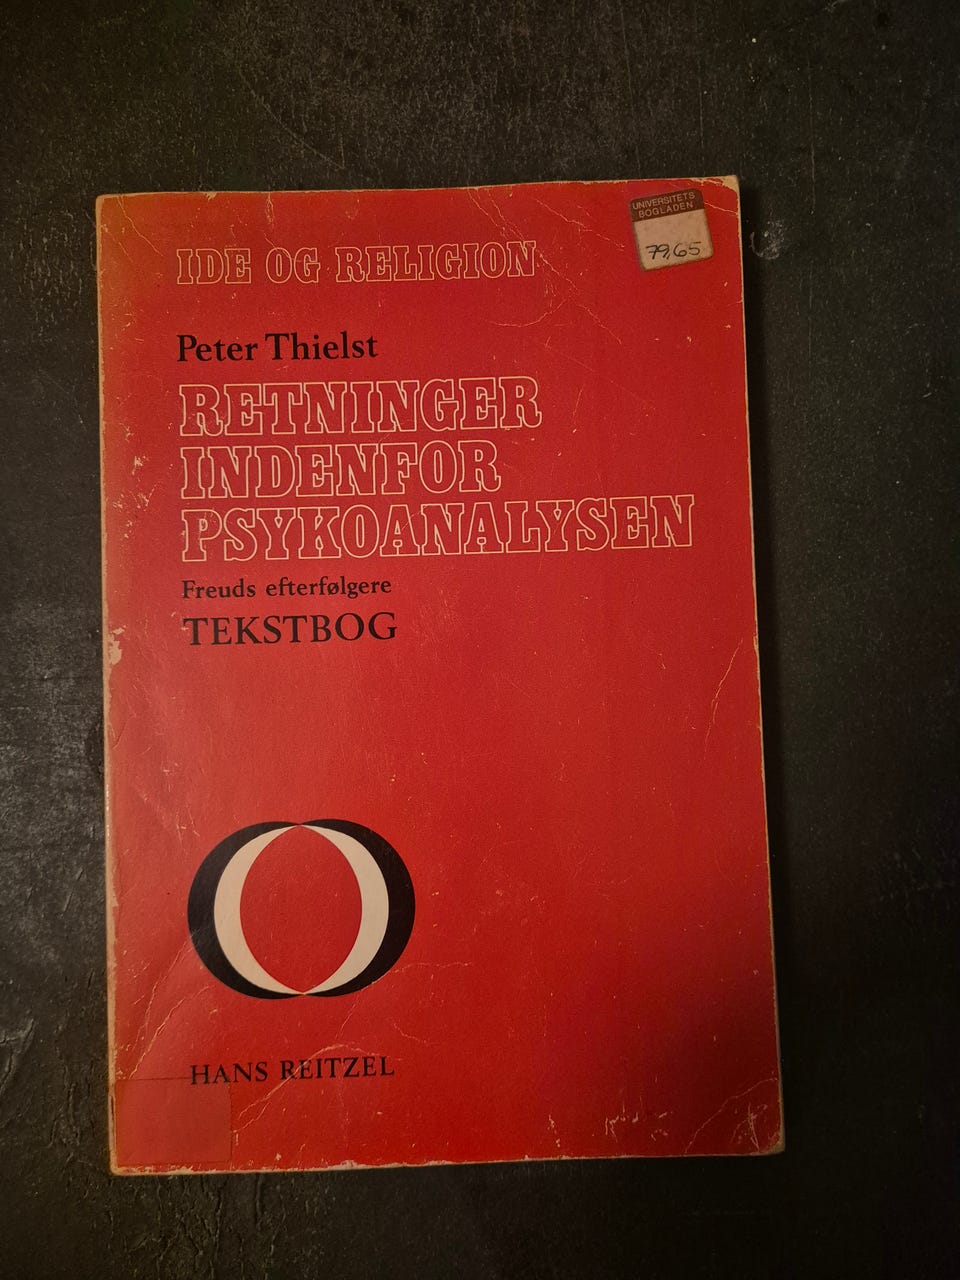 UNIVERSITETS
BOGLADEN
79,65
IDE OG RELIGION
Peter Thielst
RETNINGER
INDENFOR
PSYKOANALYSEN
Freuds efterfølgere
TEKSTBOG
HANS REITZEL